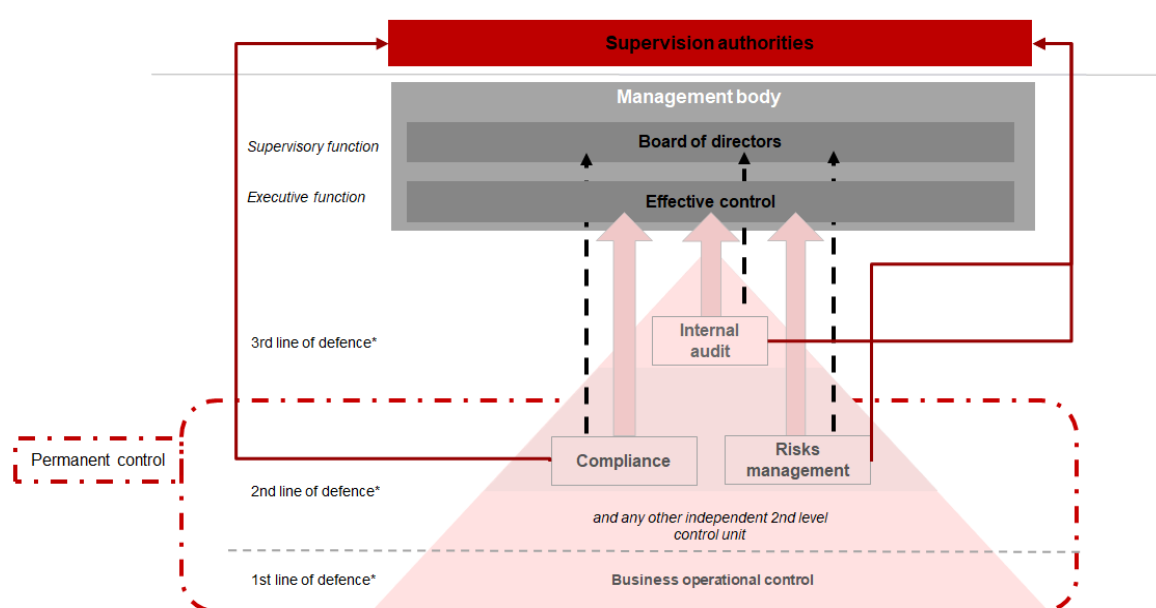 Supervision authorities
Management body
Supervisory function
Board of directors
Executive function
Effective control
3rd line of defence*
Internal
audit
Permanent control
Compliance
Risks
management
2nd line of defence*
and any other independent 2nd level
control unit
1st line of defence*
Business operational control